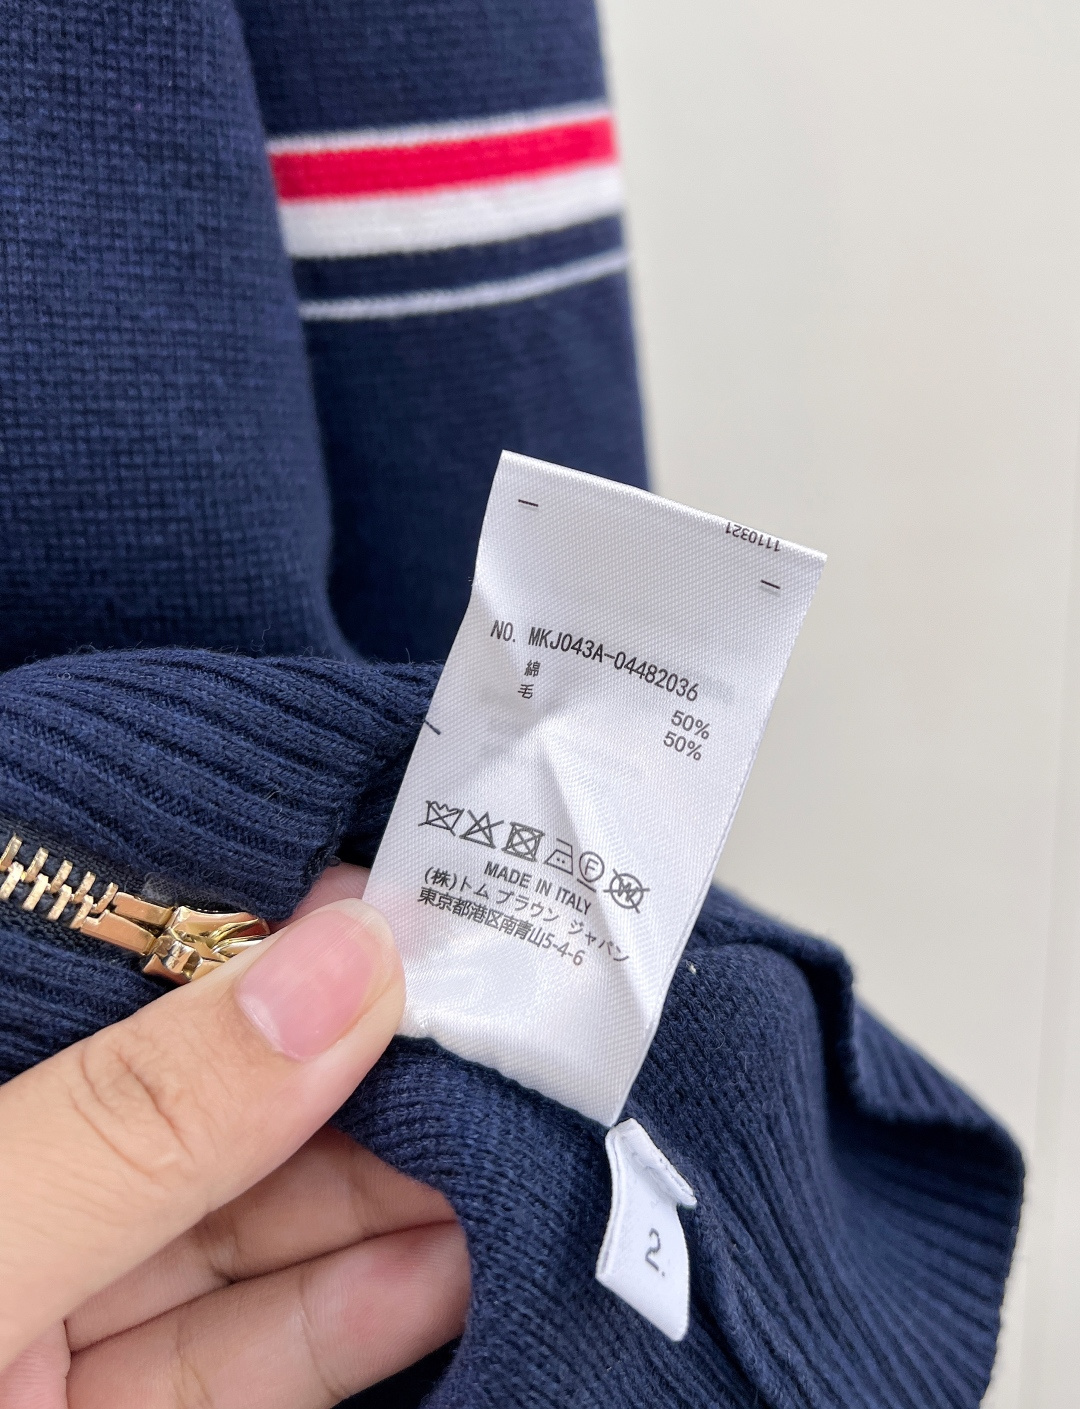 1110321
NO. MKJ043A-04482036
綿 50%
毛 50%
MADE IN ITALY
(株)トム ブラウン ジャパン
東京都港区南青山5-4-6
2.